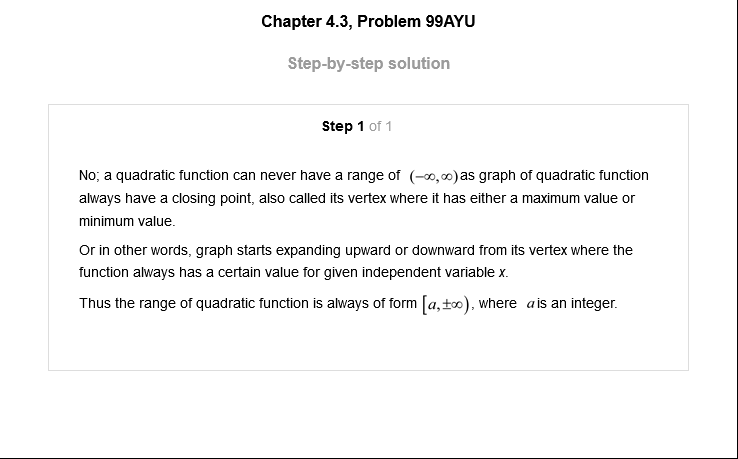 Chapter 4.3, Problem 99AYU
Step-by-step solution
Step 1 of 1
No; a quadratic function can never have a range of (−∞,∞) as graph of quadratic function
always have a closing point, also called its vertex where it has either a maximum value or
minimum value.
Or in other words, graph starts expanding upward or downward from its vertex where the
function always has a certain value for given independent variable x.
Thus the range of quadratic function is always of form [a,±∞), where a is an integer.